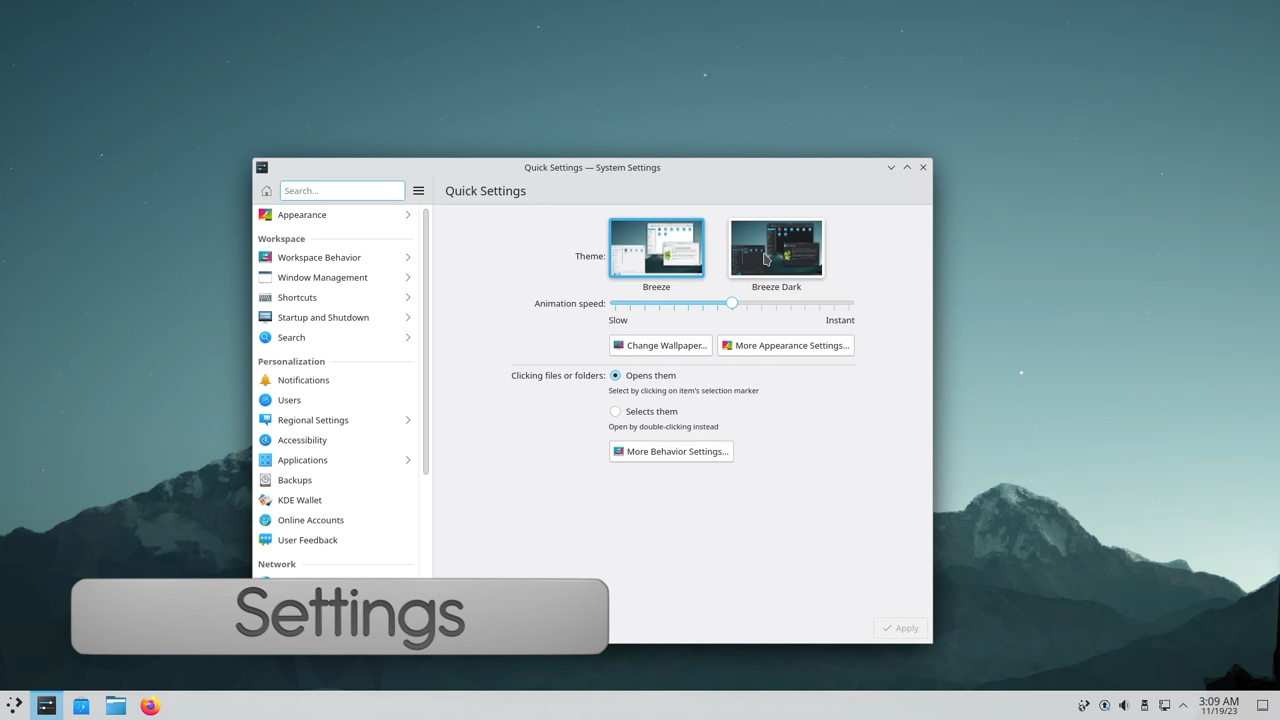 Quick Settings — System Settings
Search...
Quick Settings
Appearance
Workspace
Workspace Behavior
Window Management
Shortcuts
Startup and Shutdown
Search
Personalization
Notifications
Users
Regional Settings
Accessibility
Applications
Backups
KDE Wallet
Online Accounts
User Feedback
Network
Theme:
Breeze
Breeze Dark
Animation speed:
Slow
Instant
Change Wallpaper...
More Appearance Settings...
Clicking files or folders:
Opens them
Select by clicking on item's selection marker
Selects them
Open by double-clicking instead
More Behavior Settings...
Apply
Settings
3:09 AM
11/19/23